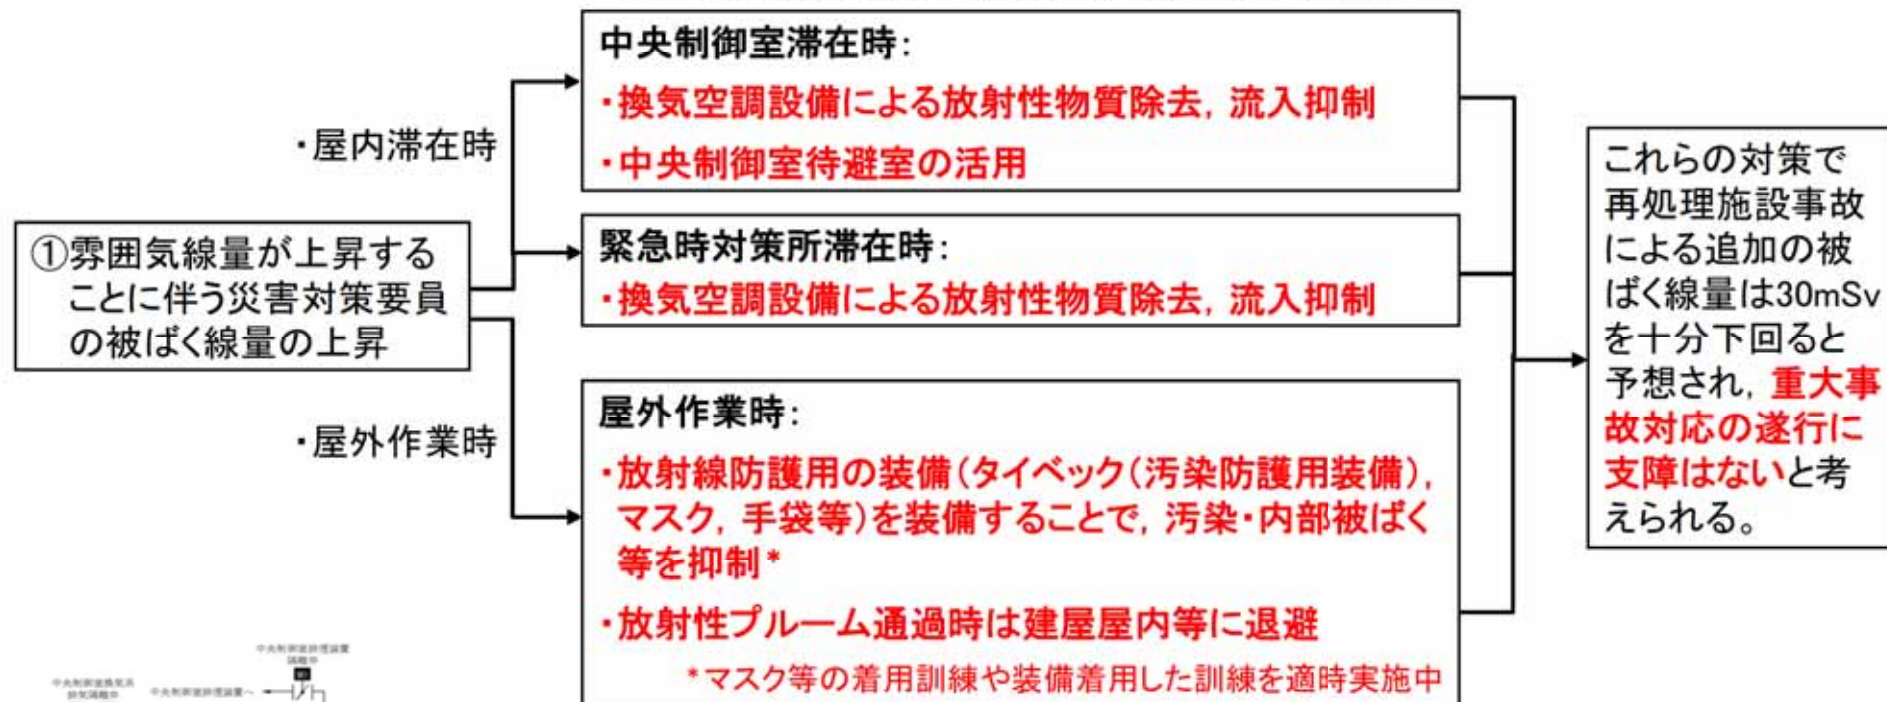 ①雰囲気線量が上昇する
ことに伴う災害対策要員
の被ばく線量の上昇
・屋内滞在時
・屋外作業時
中央制御室滞在時：
・換気空調設備による放射性物質除去，流入抑制
・中央制御室待避室の活用
緊急時対策所滞在時：
・換気空調設備による放射性物質除去，流入抑制
屋外作業時：
・放射線防護用の装備（タイベック（汚染防護用装備），
マスク，手袋等）を装備することで，汚染・内部被ばく
等を抑制*
・放射性プルーム通過時は建屋屋内等に退避
*マスク等の着用訓練や装備着用した訓練を適時実施中
これらの対策で
再処理施設事故
による追加の被
ばく線量は30mSv
を十分下回ると
予想され，重大事
故対応の遂行に
支障はないと考
えられる。